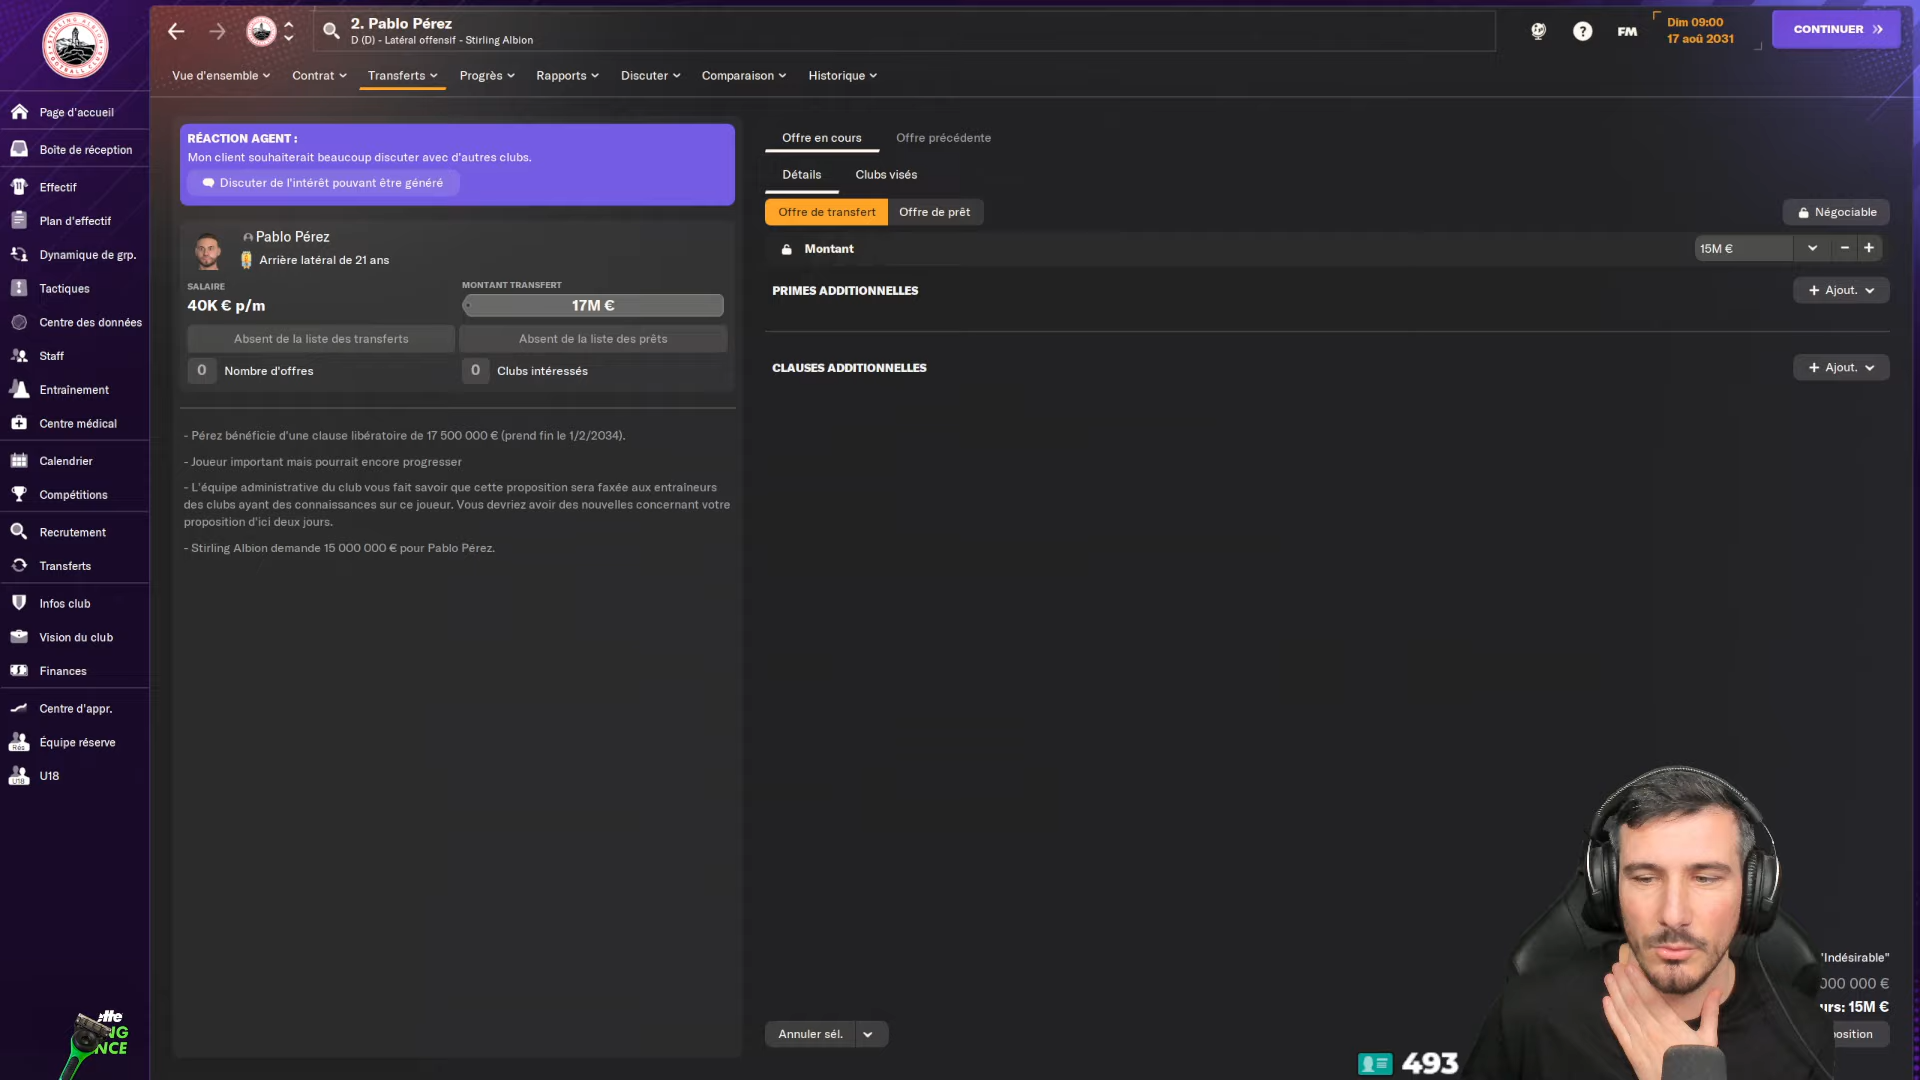 2. Pablo Pérez
D (D) - Latéral offensif - Stirling Albion
FM
Dim 09:00
17 aoû 2031
CONTINUER
Vue d'ensemble
Contrat
Transferts
Progrès
Rapports
Discuter
Comparaison
Historique
Page d'accueil
Boîte de réception
Effectif
Plan d'effectif
Dynamique de grp.
Tactiques
Centre des données
Staff
Entraînement
Centre médical
Calendrier
Compétitions
Recrutement
Transferts
Infos club
Vision du club
Finances
Centre d'appr.
Équipe réserve
U18
RÉACTION AGENT :
Mon client souhaiterait beaucoup discuter avec d'autres clubs.
Discuter de l'intérêt pouvant être généré
Pablo Pérez
Arrière latéral de 21 ans
SALAIRE
40K € p/m
MONTANT TRANSFERT
17M €
Absent de la liste des transferts
Absent de la liste des prêts
0 Nombre d'offres
0 Clubs intéressés
- Pérez bénéficie d'une clause libératoire de 17 500 000 € (prend fin le 1/2/2034).
- Joueur important mais pourrait encore progresser
- L'équipe administrative du club vous fait savoir que cette proposition sera faxée aux entraîneurs
des clubs ayant des connaissances sur ce joueur. Vous devriez avoir des nouvelles concernant votre
proposition d'ici deux jours.
- Stirling Albion demande 15 000 000 € pour Pablo Pérez.
Offre en cours
Offre précédente
Détails
Clubs visés
Offre de transfert
Offre de prêt
Négociable
Montant
15M €
PRIMES ADDITIONNELLES
+ Ajout.
CLAUSES ADDITIONNELLES
+ Ajout.
Annuler sél.
"Indésirable"
000 000 €
urs: 15M €
position
493